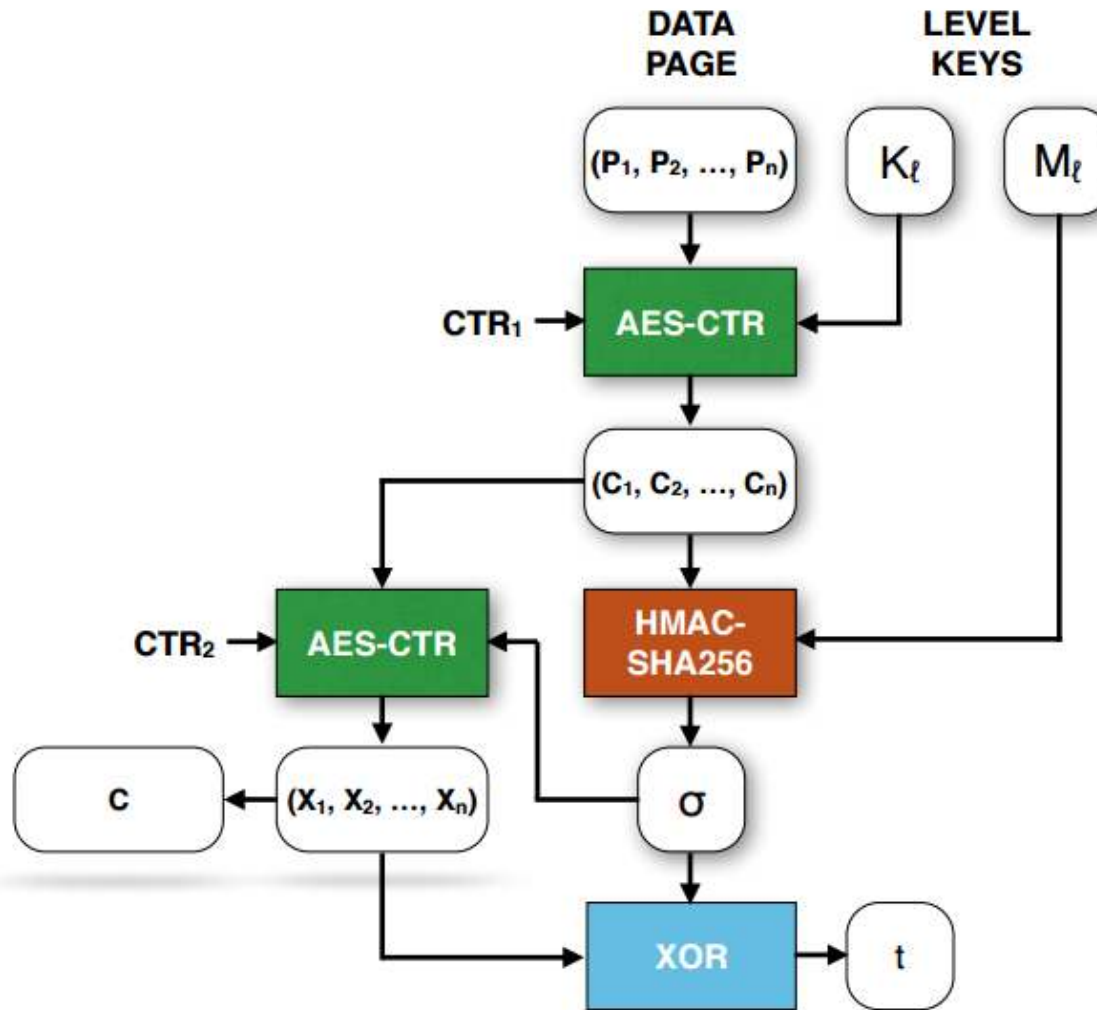 DATA
PAGE
LEVEL
KEYS
(P₁, P₂, ..., Pₙ)
Kℓ
Mℓ
CTR₁
AES-CTR
(C₁, C₂, ..., Cₙ)
CTR₂
AES-CTR
HMAC-
SHA256
C
(X₁, X₂, ..., Xₙ)
σ
XOR
t